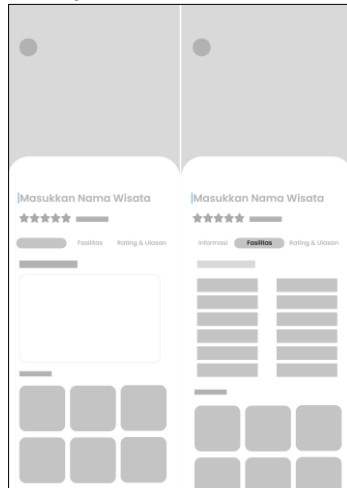 Masukkan Nama Wisata
Fasilitas Rating & Ulasan
Masukkan Nama Wisata
Informasi Fasilitas Rating & Ulasan